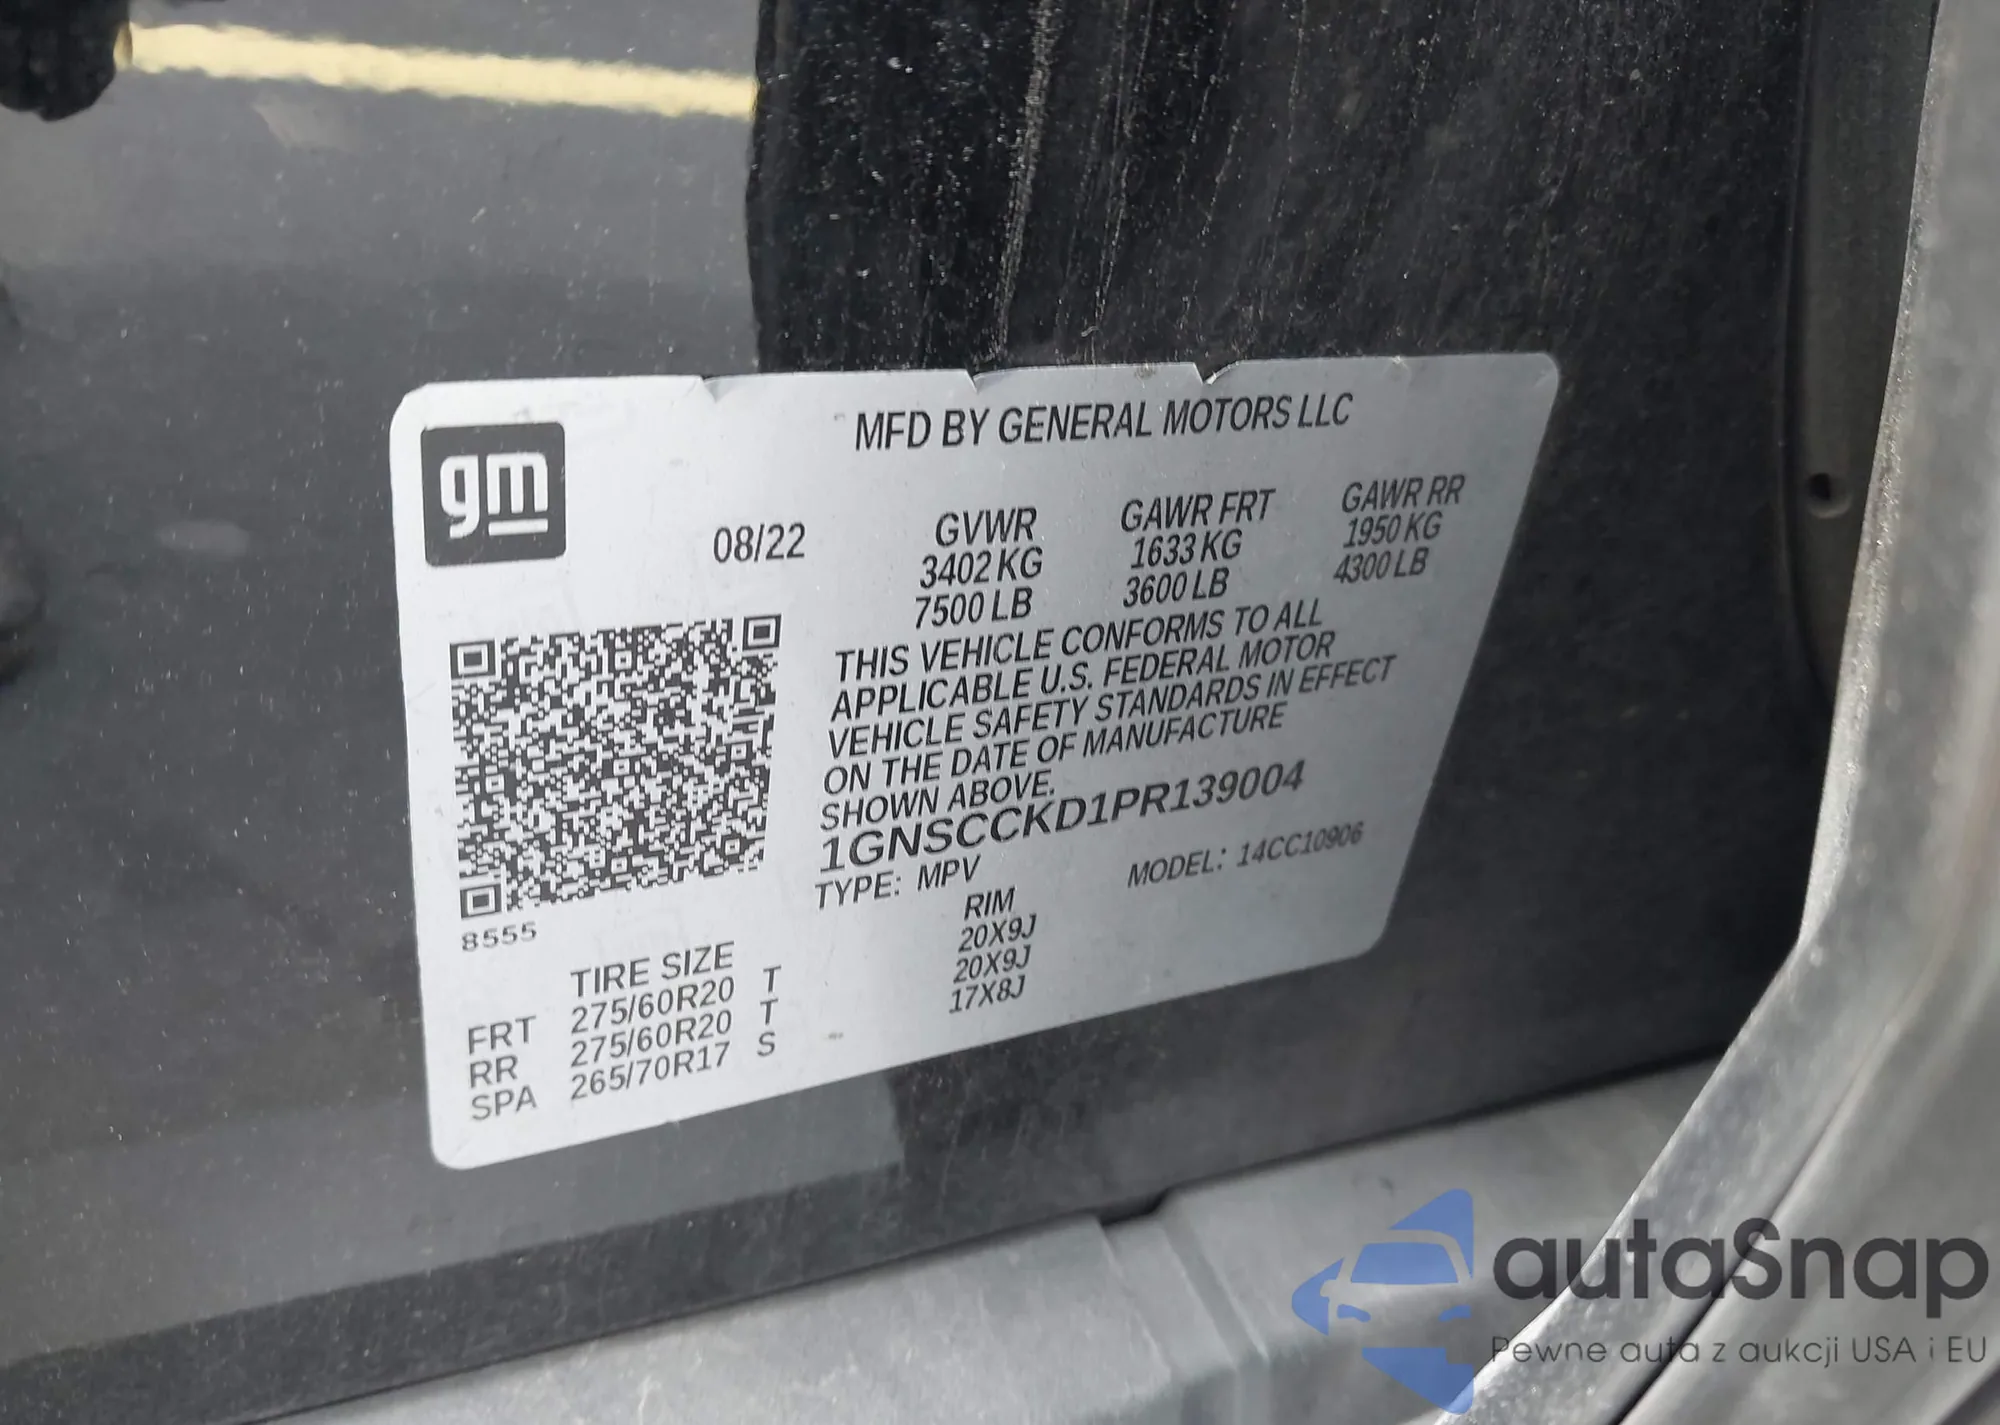 gm
MFD BY GENERAL MOTORS LLC
08/22
GVWR GAWR FRT GAWR RR
3402 KG 1633 KG 1950 KG
7500 LB 3600 LB 4300 LB
THIS VEHICLE CONFORMS TO ALL
APPLICABLE U.S. FEDERAL MOTOR
VEHICLE SAFETY STANDARDS IN EFFECT
ON THE DATE OF MANUFACTURE
SHOWN ABOVE.
1GNSCCKD1PR139004
TYPE: MPV MODEL: 14CC10906
8555
TIRE SIZE RIM
FRT 275/60R20 T 20X9J
RR 275/60R20 T 20X9J
SPA 265/70R17 S 17X8J
autaSnap
Pewne auta z aukcji USA i EU